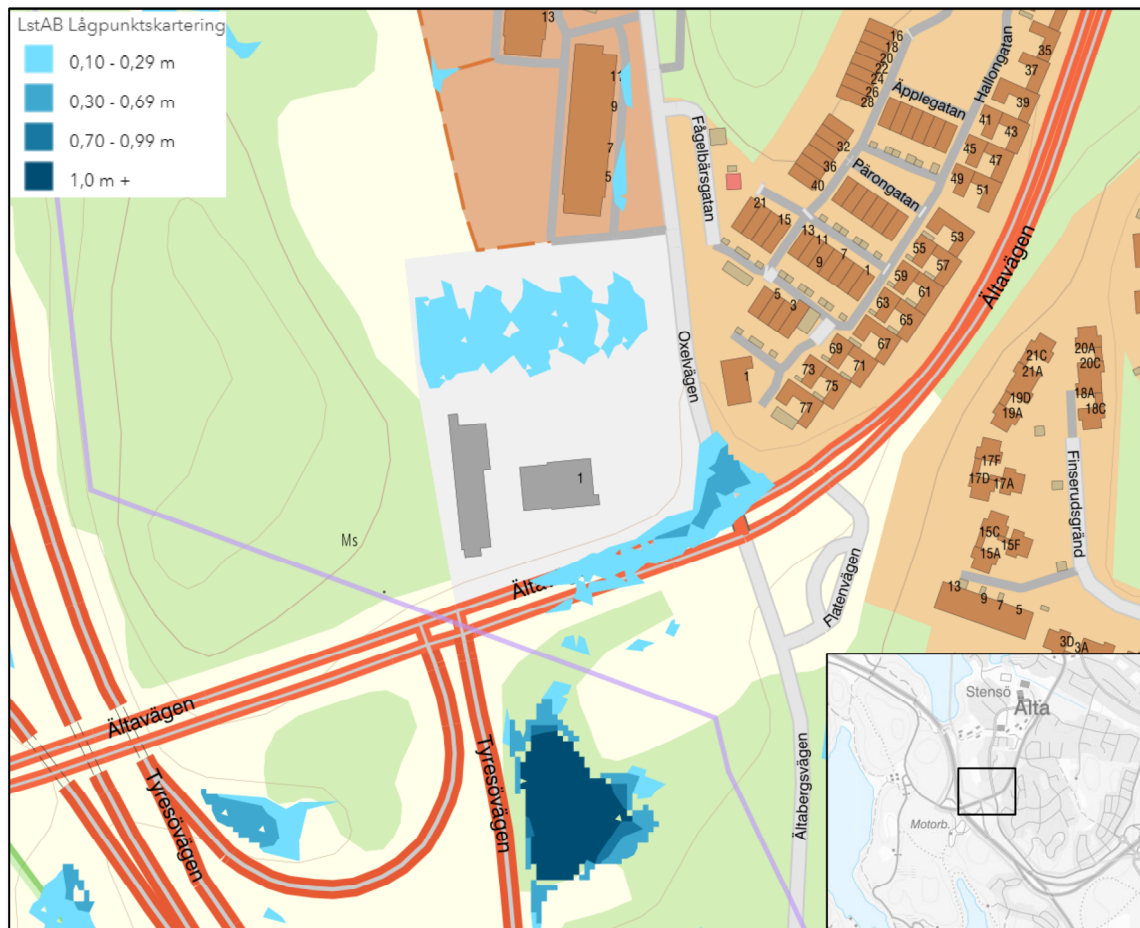 LstAB Lågpunktskartering
0,10 - 0,29 m
0,30 - 0,69 m
0,70 - 0,99 m
1,0 m +
13
11
9
7
5
Fågelbärsgatan
Oxelvägen
16
18
20
22
24
26
28
Äpplegatan
Hallongatan
35
37
39
41
43
45
47
49
51
32
36
40
Pärongatan
21
15
13
11
9
7
1
5
3
53
55
57
59
61
63
65
67
69
71
73
75
77
1
Ältavägen
21C
21A
20A
20C
19D
19A
18A
18C
17F
17D
17A
15C
15F
15A
Finserudsgränd
13
9
7
5
3D
3A
1
Ms
Flatenvägen
Ältavägen
Tyresövägen
Tyresövägen
Ältabergsvägen
Stensö
Älta
Motorb.